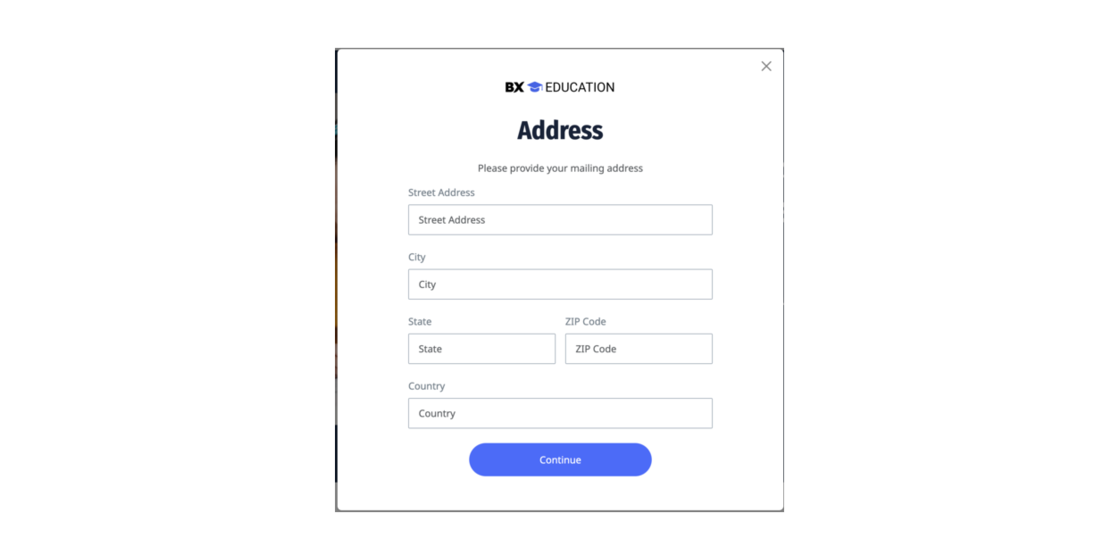 BX EDUCATION
Address
Please provide your mailing address
Street Address
Street Address
City
City
State ZIP Code
State ZIP Code
Country
Country
Continue